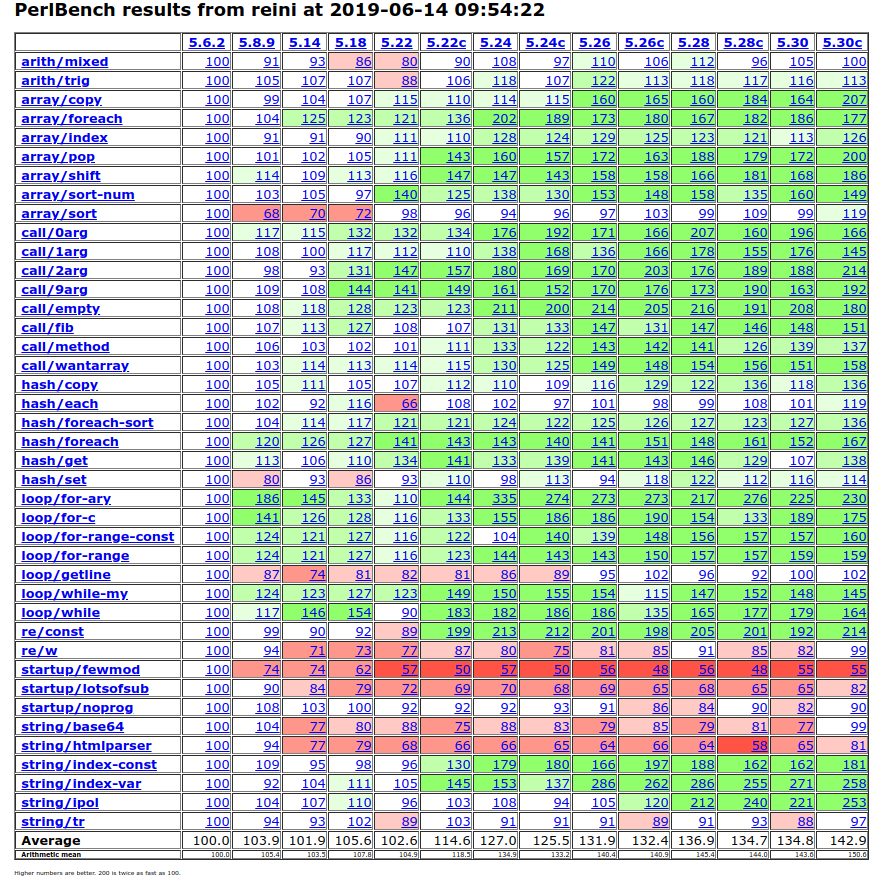 PerlBench results from reini at 2019-06-14 09:54:22
5.6.2 5.8.9 5.14 5.18 5.22 5.22c 5.24 5.24c 5.26 5.26c 5.28 5.28c 5.30 5.30c
arith/mixed 100 91 93 86 80 90 108 97 110 106 112 96 105 100
arith/trig 100 105 107 107 88 106 118 107 122 113 118 117 116 113
array/copy 100 99 104 107 115 110 114 115 160 165 160 184 164 207
array/foreach 100 104 125 123 121 136 202 189 173 180 167 182 186 177
array/index 100 91 91 90 111 110 128 124 129 125 123 121 113 126
array/pop 100 101 102 105 111 143 160 157 172 163 188 179 172 200
array/shift 100 114 109 113 116 147 147 143 158 158 166 181 168 186
array/sort-num 100 103 105 97 140 125 138 130 153 148 158 135 160 149
array/sort 100 68 70 72 98 96 94 96 97 103 99 109 99 119
call/0arg 100 117 115 132 132 134 176 192 171 166 207 160 196 166
call/1arg 100 108 100 117 112 110 138 168 136 166 178 155 176 145
call/2arg 100 98 93 131 147 157 180 169 170 203 176 189 188 214
call/9arg 100 109 108 144 141 149 161 152 170 176 173 190 163 192
call/empty 100 108 118 128 123 123 211 200 214 205 216 191 208 180
call/fib 100 107 113 127 108 107 131 133 147 131 147 146 148 151
call/method 100 106 103 102 101 111 133 122 143 142 141 126 139 137
call/wantarray 100 103 114 113 114 115 130 125 149 148 154 156 151 158
hash/copy 100 105 111 105 107 112 110 109 116 129 122 136 118 136
hash/each 100 102 92 116 66 108 102 97 101 98 99 108 101 119
hash/foreach-sort 100 104 114 117 121 121 124 122 125 126 127 123 127 136
hash/foreach 100 120 126 127 141 143 143 140 141 151 148 161 152 167
hash/get 100 113 106 110 134 141 133 139 141 143 146 129 107 138
hash/set 100 80 93 86 93 110 98 113 94 118 122 112 116 114
loop/for-ary 100 186 145 133 110 144 335 274 273 273 217 276 225 230
loop/for-c 100 141 126 128 116 133 155 186 186 190 154 133 189 175
loop/for-range-const 100 124 121 127 116 122 104 140 139 148 156 157 157 160
loop/for-range 100 124 121 127 116 123 144 143 143 150 157 157 159 159
loop/getline 100 87 74 81 82 81 86 89 95 102 96 92 100 102
loop/while-my 100 124 123 127 123 149 150 155 154 115 147 152 148 145
loop/while 100 117 146 154 90 183 182 186 186 135 165 177 179 164
re/const 100 99 90 92 89 199 213 212 201 198 205 201 192 214
re/w 100 94 71 73 77 87 80 75 81 85 91 85 82 99
startup/fewmod 100 74 74 62 57 50 57 50 56 48 56 48 55 55
startup/lotsofsub 100 90 84 79 72 69 70 68 69 65 68 65 65 82
startup/noprog 100 108 103 100 92 92 92 93 91 86 84 90 82 90
string/base64 100 104 77 80 88 75 88 83 79 85 79 81 77 99
string/htmlparser 100 94 77 79 68 66 66 65 64 66 64 58 65 81
string/index-const 100 109 95 98 96 130 179 180 166 197 188 162 162 181
string/index-var 100 92 104 111 105 145 153 137 286 262 286 255 271 258
string/ipol 100 104 107 110 96 103 108 94 105 120 212 240 221 253
string/tr 100 94 93 102 89 103 91 91 91 89 91 93 88 97
Average 100.0 103.9 101.9 105.6 102.6 114.6 127.0 125.5 131.9 132.4 136.9 134.7 134.8 142.9
Arithmetic mean 100.0 105.4 103.5 107.8 104.9 118.5 134.9 133.2 140.4 140.9 145.4 144.0 143.6 150.6
Higher numbers are better. 200 is twice as fast as 100.